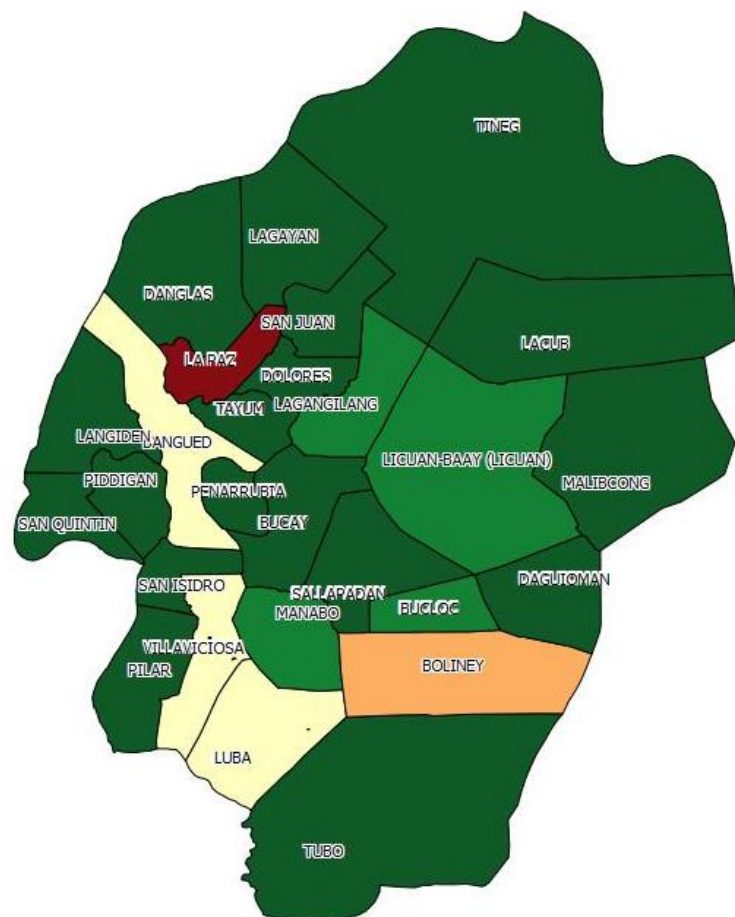 TINEG
LAGAYAN
DANGLAS
SAN JUAN
LACUB
LA PAZ
DOLORES
TAYUM
LAGANGILANG
LANGIDEN
BANGUED
LICUAN-BAAY (LICUAN)
PIDDIGAN
PENARRUBIA
MALIBCONG
SAN QUINTIN
BUCAY
SAN ISIDRO
SALLAPADAN
DAGUIOMAN
MANABO
BUCLOC
VILLAVICIOSA
PILAR
BOLINEY
LUBA
TUBO